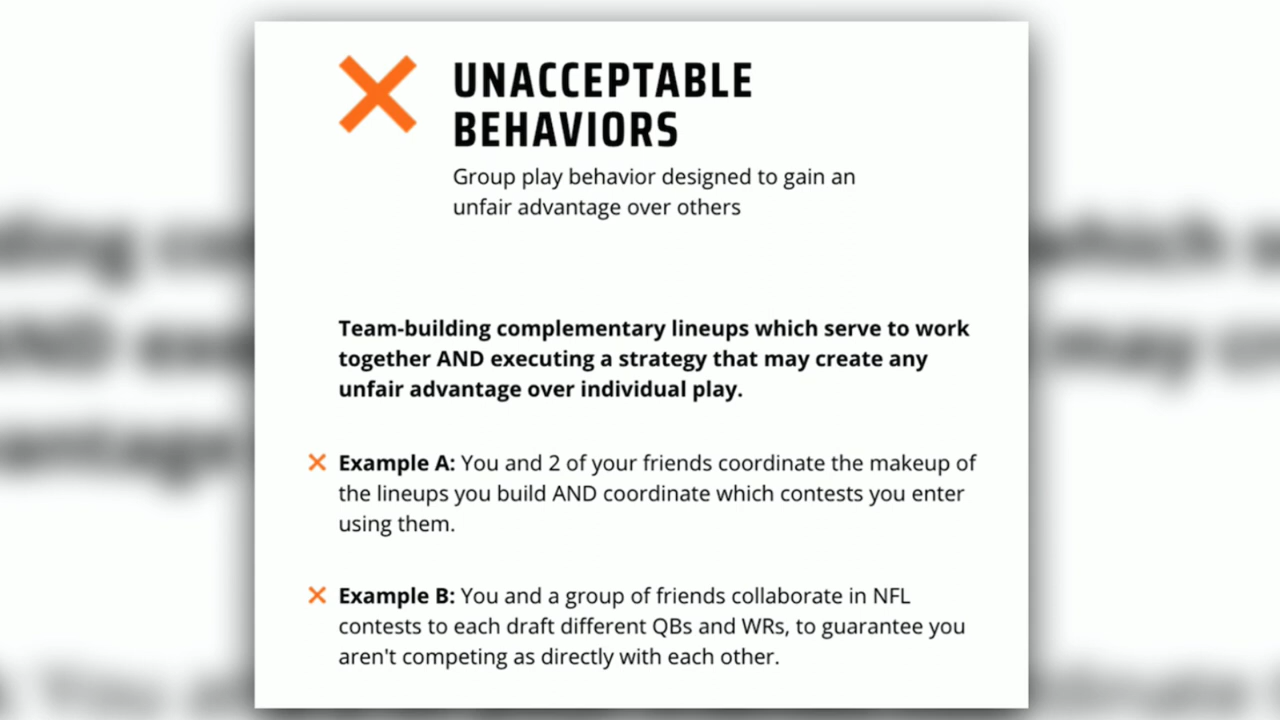 UNACCEPTABLE
BEHAVIORS
Group play behavior designed to gain an
unfair advantage over others
Team-building complementary lineups which serve to work
together AND executing a strategy that may create any
unfair advantage over individual play.
Example A: You and 2 of your friends coordinate the makeup of
the lineups you build AND coordinate which contests you enter
using them.
Example B: You and a group of friends collaborate in NFL
contests to each draft different QBs and WRs, to guarantee you
aren't competing as directly with each other.